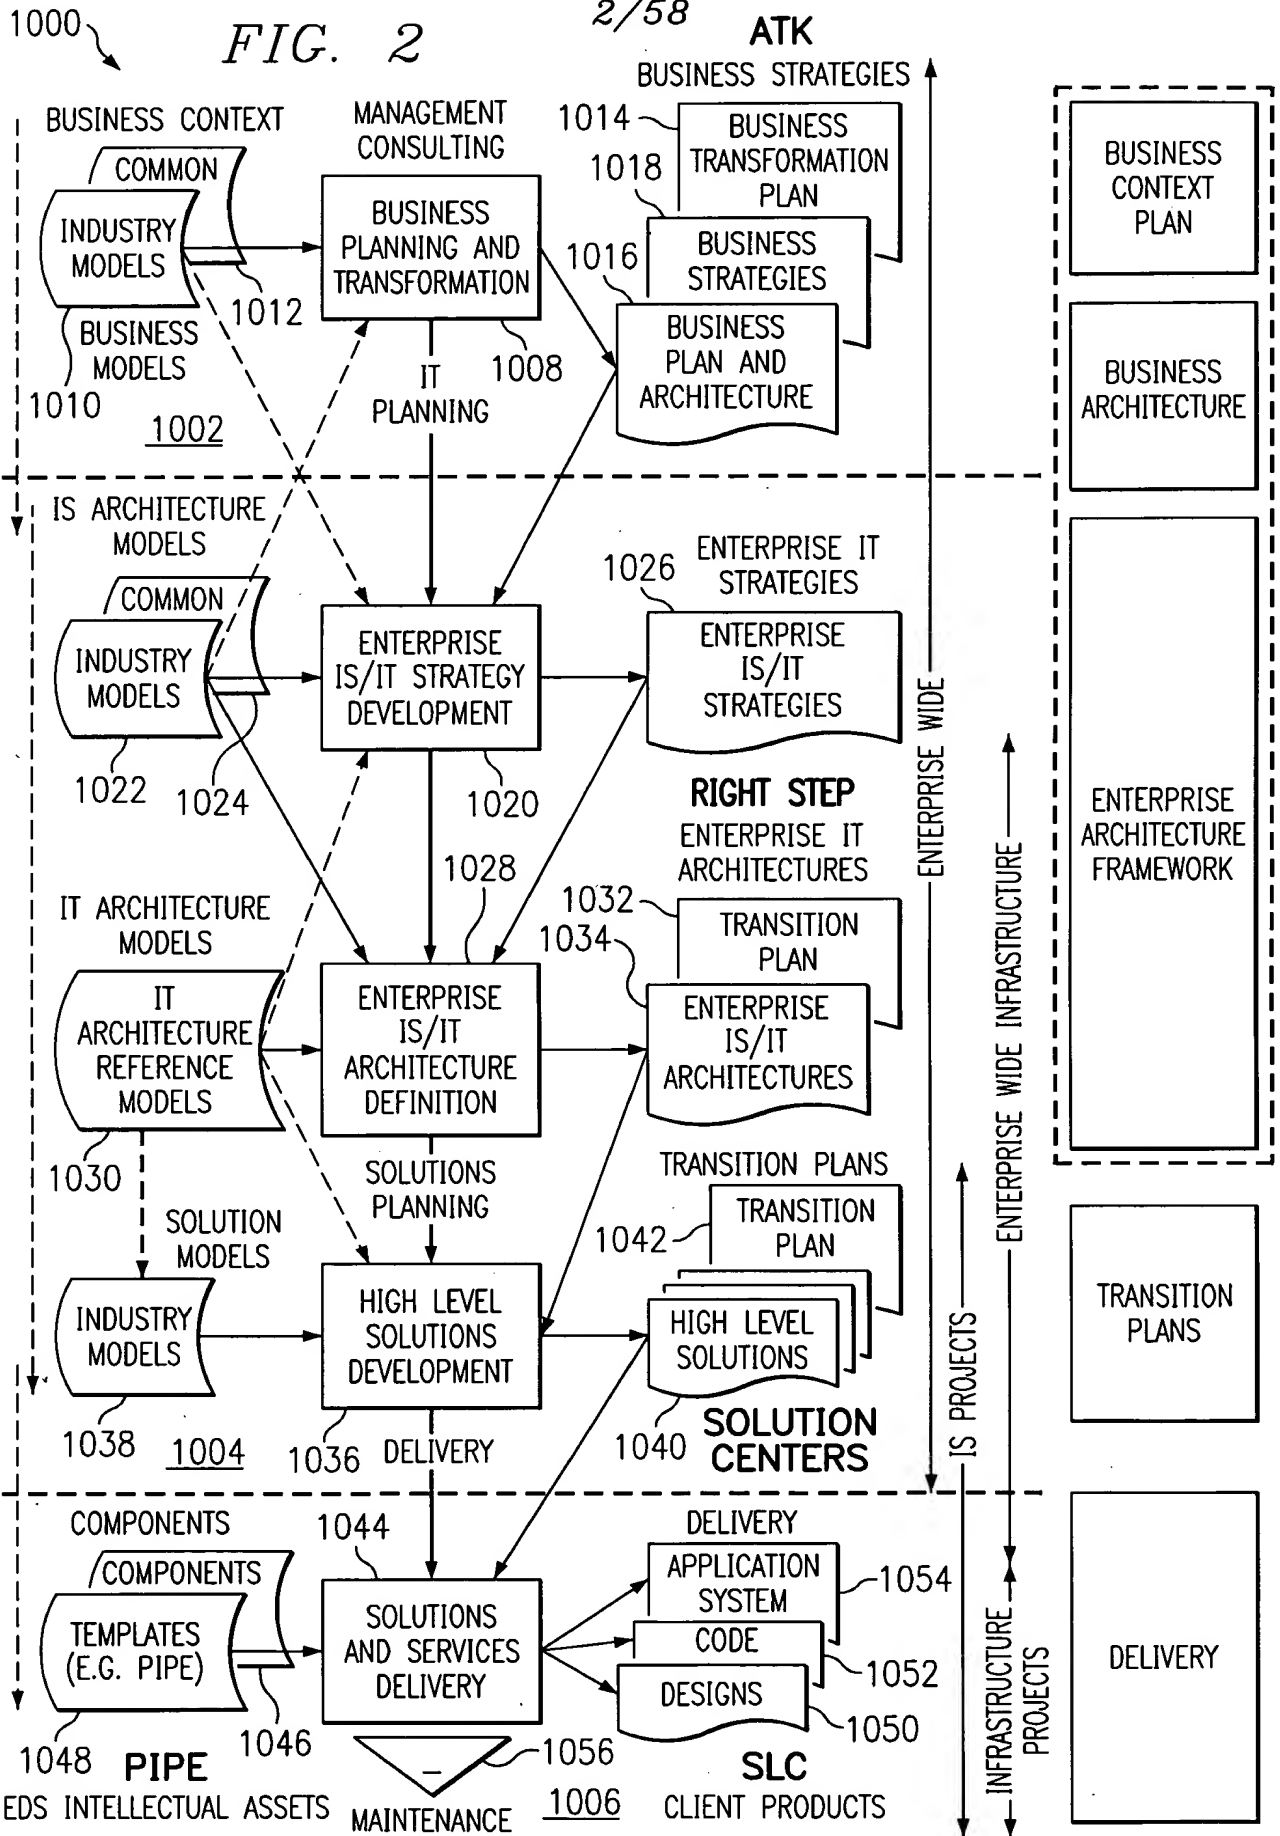 1000
FIG. 2
2/58
ATK
BUSINESS STRATEGIES
BUSINESS CONTEXT
COMMON
INDUSTRY
MODELS
1012
BUSINESS
MODELS
1010
1002
MANAGEMENT
CONSULTING
BUSINESS
PLANNING AND
TRANSFORMATION
1008
IT
PLANNING
1014
BUSINESS
TRANSFORMATION
PLAN
1018
BUSINESS
STRATEGIES
1016
BUSINESS
PLAN AND
ARCHITECTURE
BUSINESS
CONTEXT
PLAN
BUSINESS
ARCHITECTURE
IS ARCHITECTURE
MODELS
COMMON
INDUSTRY
MODELS
1022
1024
ENTERPRISE
IS/IT STRATEGY
DEVELOPMENT
1020
ENTERPRISE IT
STRATEGIES
1026
ENTERPRISE
IS/IT
STRATEGIES
RIGHT STEP
ENTERPRISE IT
ARCHITECTURES
ENTERPRISE WIDE
ENTERPRISE WIDE INFRASTRUCTURE
ENTERPRISE
ARCHITECTURE
FRAMEWORK
IT ARCHITECTURE
MODELS
IT
ARCHITECTURE
REFERENCE
MODELS
1030
1028
ENTERPRISE
IS/IT
ARCHITECTURE
DEFINITION
1032
TRANSITION
PLAN
1034
ENTERPRISE
IS/IT
ARCHITECTURES
SOLUTIONS
PLANNING
TRANSITION PLANS
SOLUTION
MODELS
INDUSTRY
MODELS
1038
1004
HIGH LEVEL
SOLUTIONS
DEVELOPMENT
1036
DELIVERY
1042
TRANSITION
PLAN
HIGH LEVEL
SOLUTIONS
1040
SOLUTION
CENTERS
IS PROJECTS
TRANSITION
PLANS
COMPONENTS
COMPONENTS
TEMPLATES
(E.G. PIPE)
1048
1046
PIPE
EDS INTELLECTUAL ASSETS
1044
SOLUTIONS
AND SERVICES
DELIVERY
1056
MAINTENANCE
1006
DELIVERY
APPLICATION
SYSTEM
1054
CODE
1052
DESIGNS
1050
SLC
CLIENT PRODUCTS
INFRASTRUCTURE
PROJECTS
DELIVERY